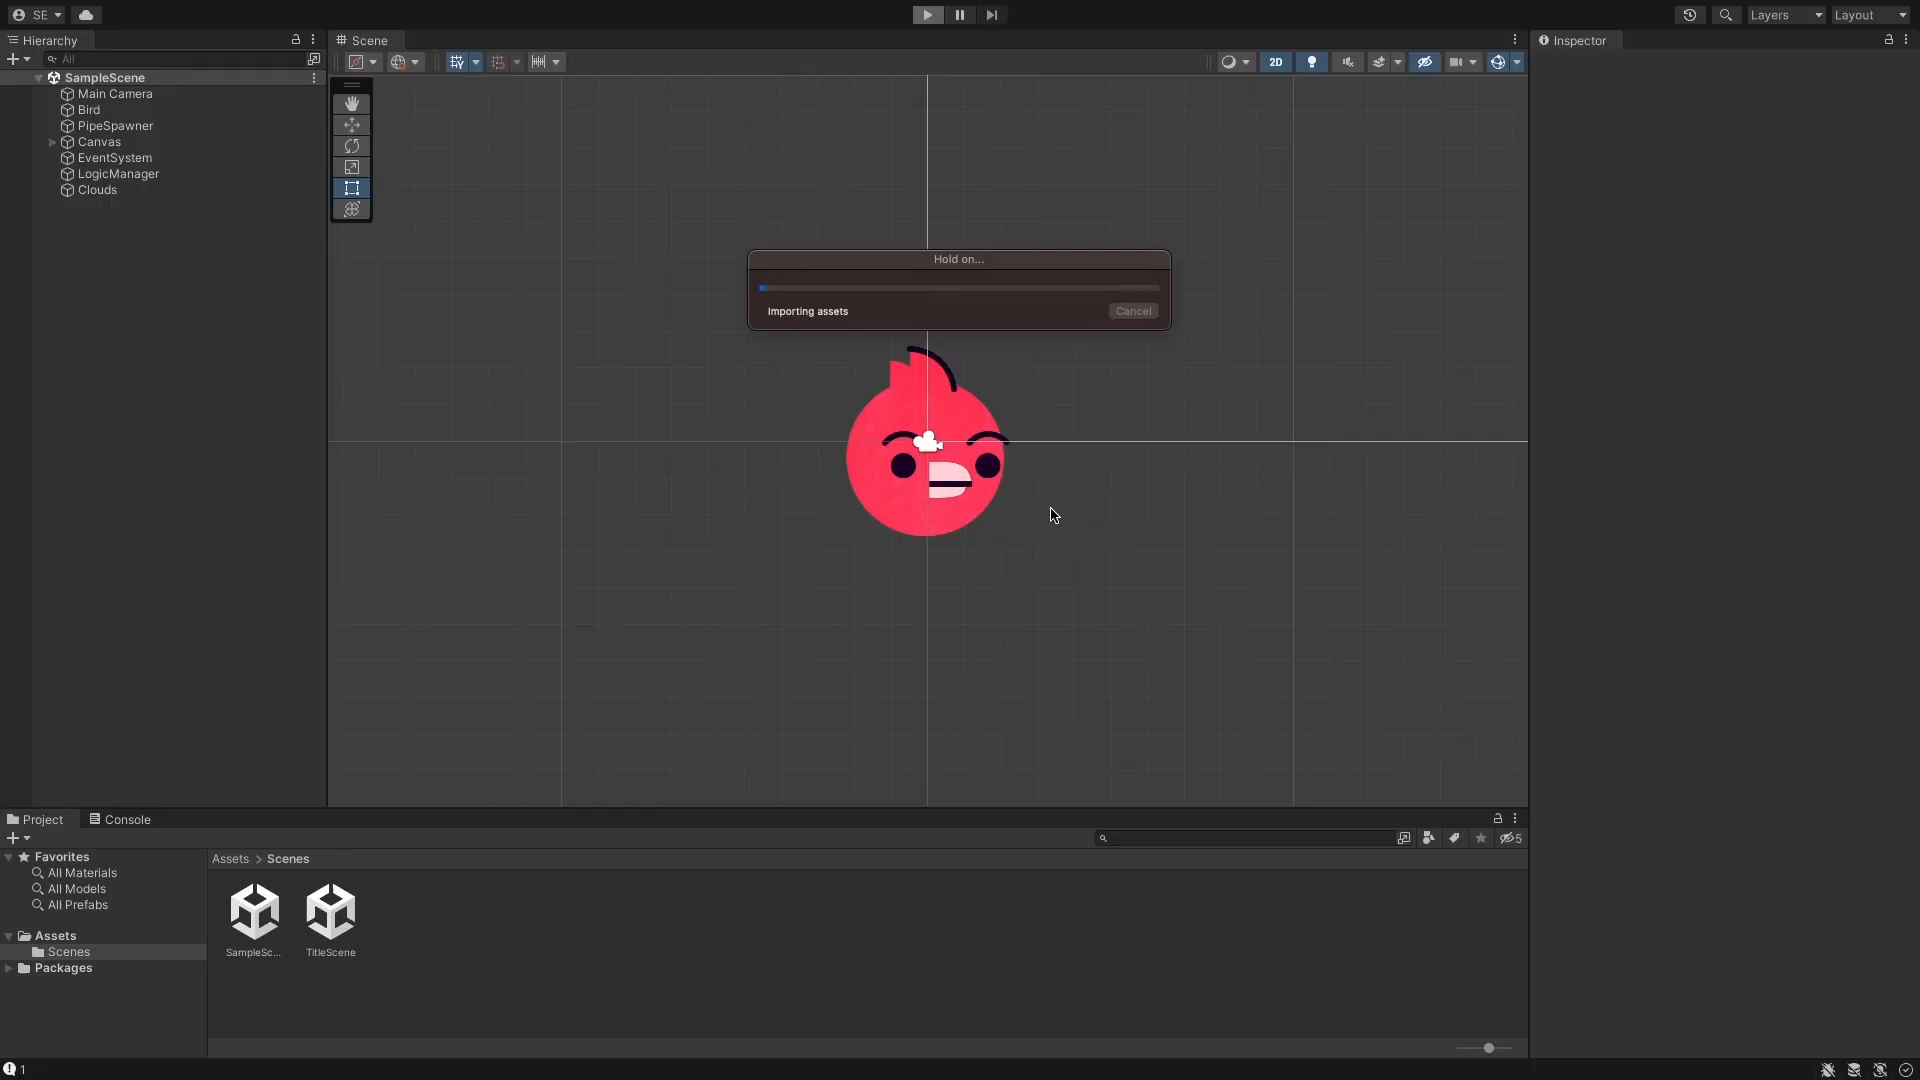 SE
Layers
Layout
Hierarchy
Scene
Inspector
All
2D
SampleScene
Main Camera
Bird
PipeSpawner
Canvas
EventSystem
LogicManager
Clouds
Hold on...
Importing assets
Cancel
Project
Console
5
Favorites
All Materials
All Models
All Prefabs
Assets
Scenes
Packages
Assets > Scenes
SampleSc...
TitleScene
1